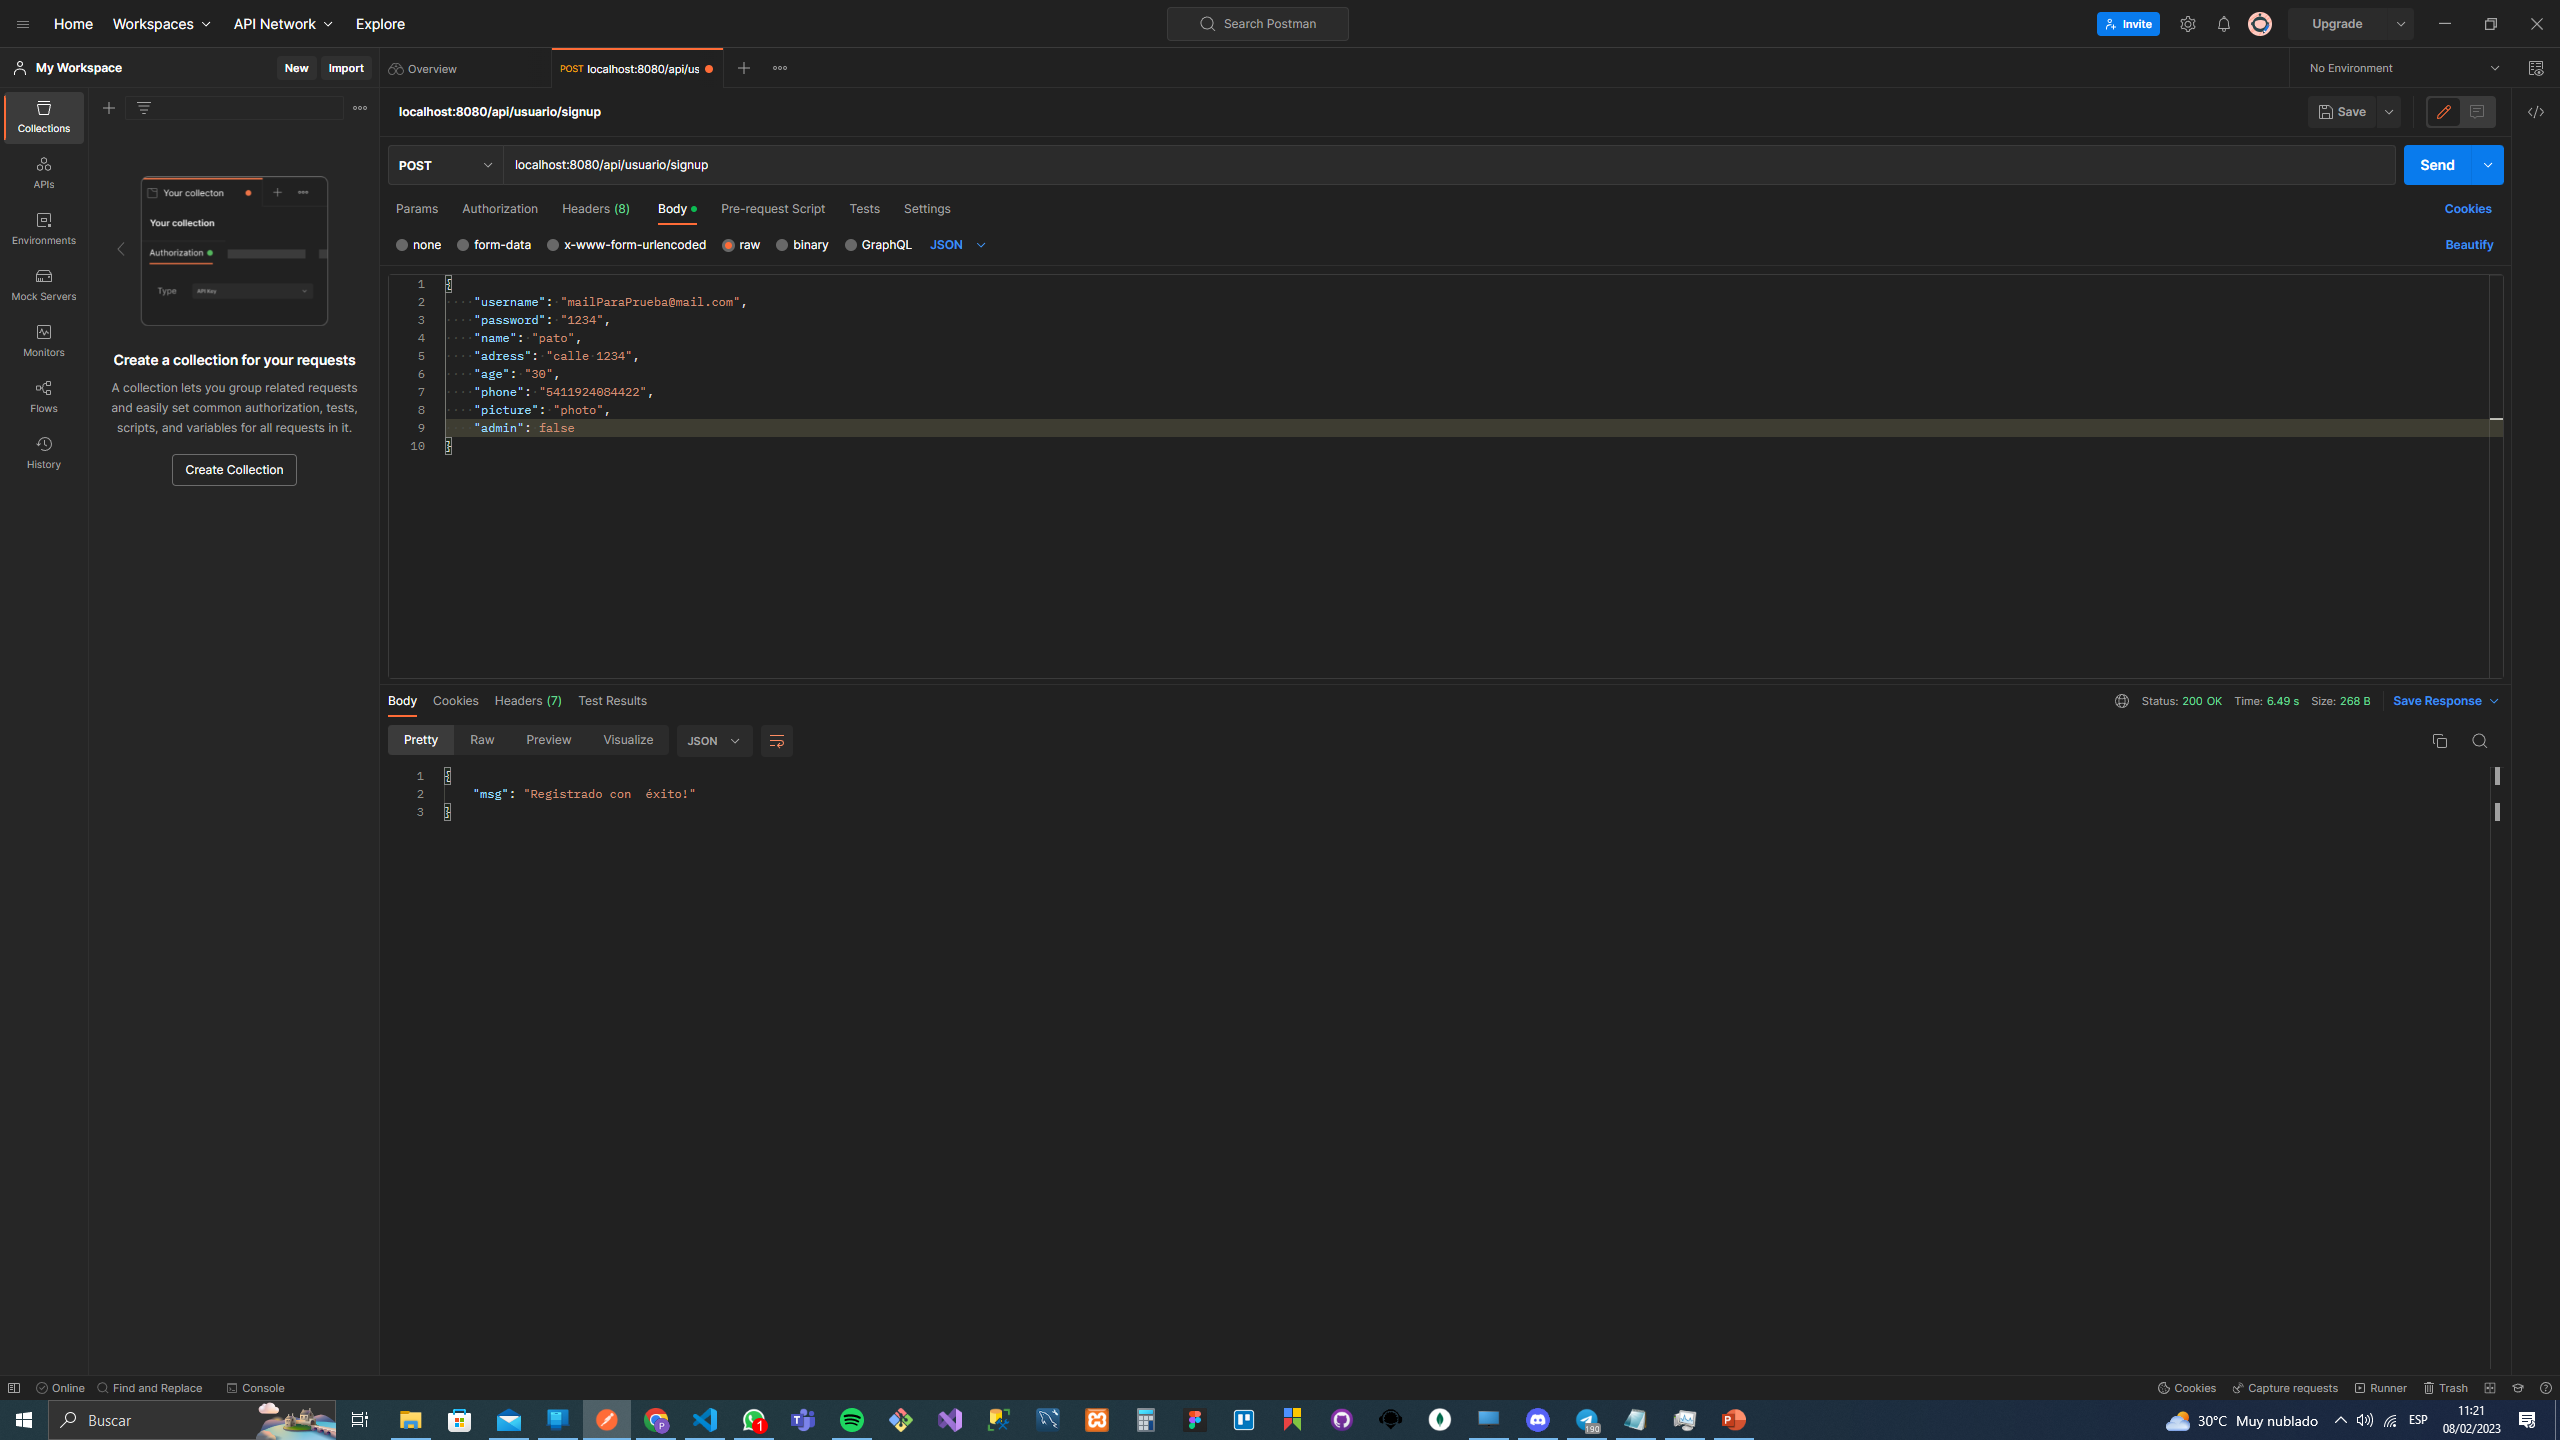 Home Workspaces API Network Explore Search Postman Invite Upgrade
My Workspace New Import Overview POST localhost:8080/api/us No Environment
localhost:8080/api/usuario/signup Save
POST localhost:8080/api/usuario/signup Send
Params Authorization Headers (8) Body Pre-request Script Tests Settings Cookies
none form-data x-www-form-urlencoded raw binary GraphQL JSON Beautify
Collections
APIs
Environments
Mock Servers
Monitors
Flows
History
Your collecton
Your collection
Authorization
Type API Key
Create a collection for your requests
A collection lets you group related requests
and easily set common authorization, tests,
scripts, and variables for all requests in it.
Create Collection
1 {
2 "username": "mailParaPrueba@mail.com",
3 "password": "1234",
4 "name": "pato",
5 "adress": "calle 1234",
6 "age": "30",
7 "phone": "5411924084422",
8 "picture": "photo",
9 "admin": false
10 }
Body Cookies Headers (7) Test Results Status: 200 OK Time: 6.49 s Size: 268 B Save Response
Pretty Raw Preview Visualize JSON
1 {
2 "msg": "Registrado con  éxito!"
3 }
Online Find and Replace Console Cookies Capture requests Runner Trash
Buscar 1 190 30°C Muy nublado ESP 11:21
08/02/2023